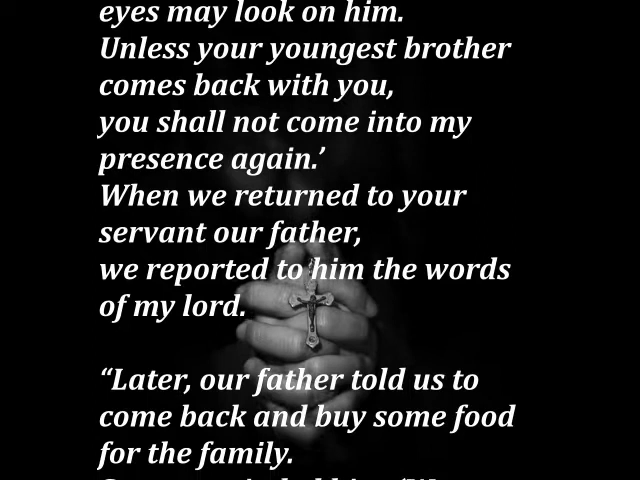 eyes may look on him.
Unless your youngest brother
comes back with you,
you shall not come into my
presence again.’
When we returned to your
servant our father,
we reported to him the words
of my lord.
“Later, our father told us to
come back and buy some food
for the family.